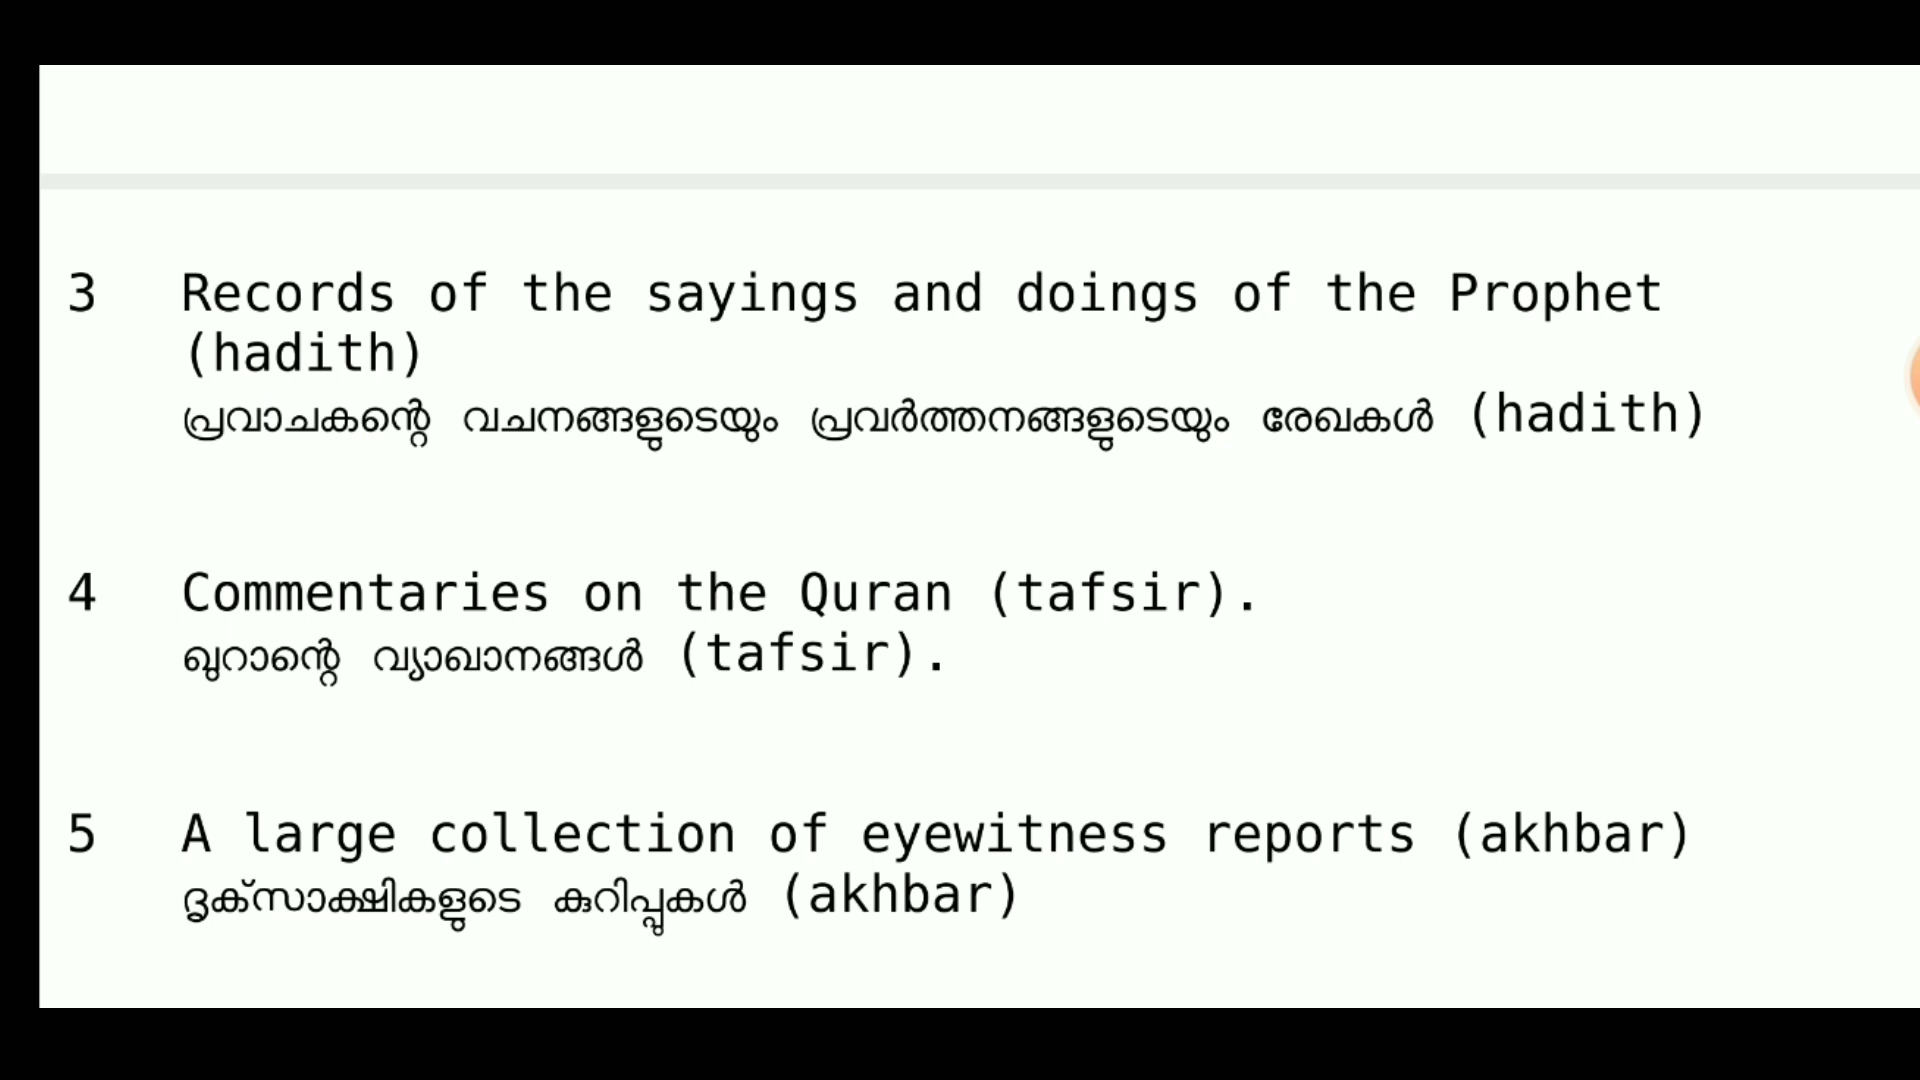 3 Records of the sayings and doings of the Prophet
(hadith)
പ്രവാചകന്റെ വചനങ്ങളുടെയും പ്രവർത്തനങ്ങളുടെയും രേഖകൾ (hadith)
4 Commentaries on the Quran (tafsir).
ഖുറാന്റെ വ്യാഖാനങ്ങൾ (tafsir).
5 A large collection of eyewitness reports (akhbar)
ദൃക്‌സാക്ഷികളുടെ കുറിപ്പുകൾ (akhbar)